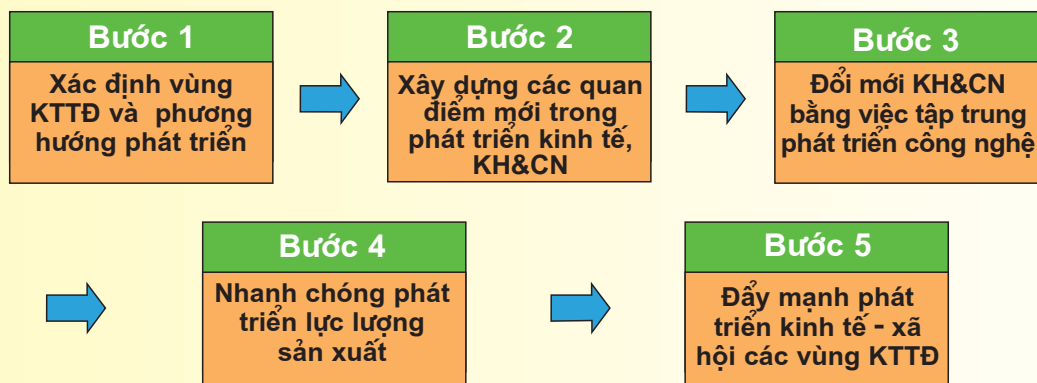 Bước 1
Xác định vùng
KTTĐ và phương
hướng phát triển
Bước 2
Xây dựng các quan
điểm mới trong
phát triển kinh tế,
KH&CN
Bước 3
Đổi mới KH&CN
bằng việc tập trung
phát triển công nghệ
Bước 4
Nhanh chóng phát
triển lực lượng
sản xuất
Bước 5
Đẩy mạnh phát
triển kinh tế - xã
hội các vùng KTTĐ